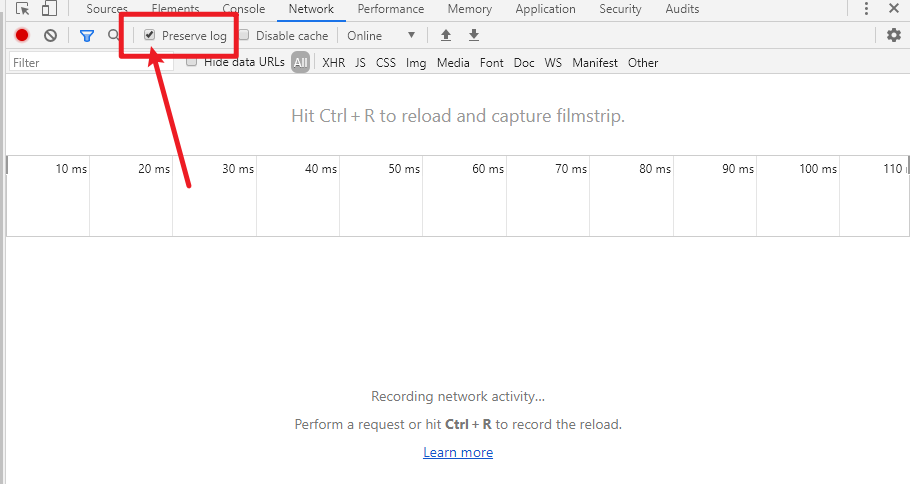 Sources Elements Console Network Performance Memory Application Security Audits
Preserve log Disable cache Online
Filter Hide data URLs All XHR JS CSS Img Media Font Doc WS Manifest Other
Hit Ctrl + R to reload and capture filmstrip.
10 ms 20 ms 30 ms 40 ms 50 ms 60 ms 70 ms 80 ms 90 ms 100 ms 110
Recording network activity…
Perform a request or hit Ctrl + R to record the reload.
Learn more